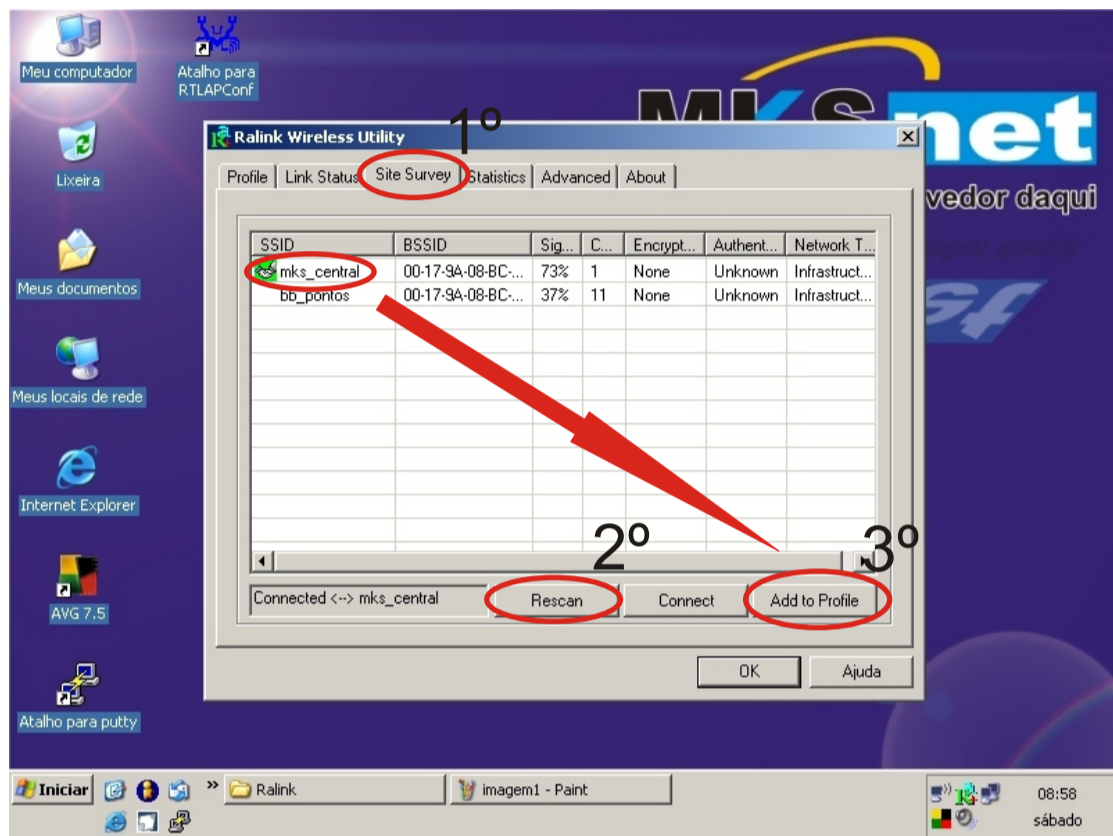 Meu computador
Atalho para
RTLAPConf
MKSnet
vedor daqui
Lixeira
Meus documentos
Meus locais de rede
Internet Explorer
AVG 7.5
Atalho para putty
1º
Ralink Wireless Utility
Profile Link Status Site Survey Statistics Advanced About
SSID BSSID Sig... C... Encrypt... Authent... Network T...
mks_central 00-17-9A-08-BC-... 73% 1 None Unknown Infrastruct...
bb_pontos 00-17-9A-08-BC-... 37% 11 None Unknown Infrastruct...
2º 3º
Connected <--> mks_central Rescan Connect Add to Profile
OK Ajuda
Iniciar » Ralink imagem1 - Paint 08:58
sábado